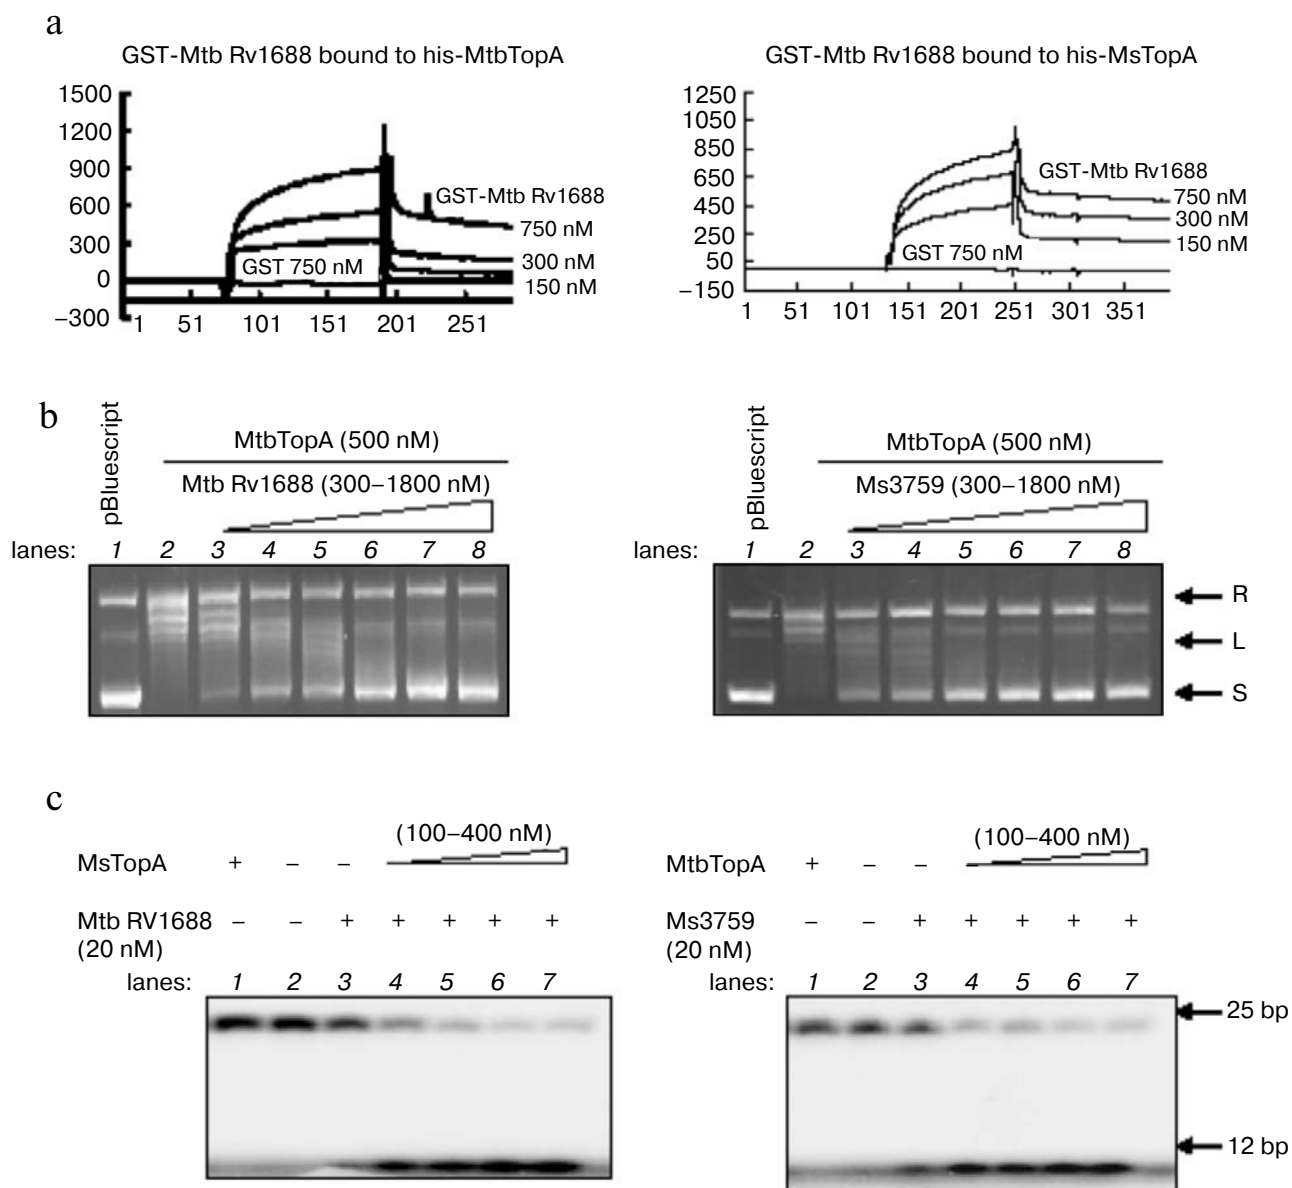 a
GST-Mtb Rv1688 bound to his-MtbTopA
1500
1200
900
600
300
0
−300
1 51 101 151 201 251
GST-Mtb Rv1688
750 nM
300 nM
150 nM
GST 750 nM
GST-Mtb Rv1688 bound to his-MsTopA
1250
1050
850
650
450
250
50
−150
1 51 101 151 201 251 301 351
GST-Mtb Rv1688
750 nM
300 nM
150 nM
GST 750 nM
b
pBluescript
MtbTopA (500 nM)
Mtb Rv1688 (300−1800 nM)
lanes: 1 2 3 4 5 6 7 8
pBluescript
MtbTopA (500 nM)
Ms3759 (300−1800 nM)
lanes: 1 2 3 4 5 6 7 8
R
L
S
c
(100−400 nM)
MsTopA + − −
Mtb RV1688 − − + + + + +
(20 nM)
lanes: 1 2 3 4 5 6 7
(100−400 nM)
MtbTopA + − −
Ms3759 − − + + + + +
(20 nM)
lanes: 1 2 3 4 5 6 7
25 bp
12 bp